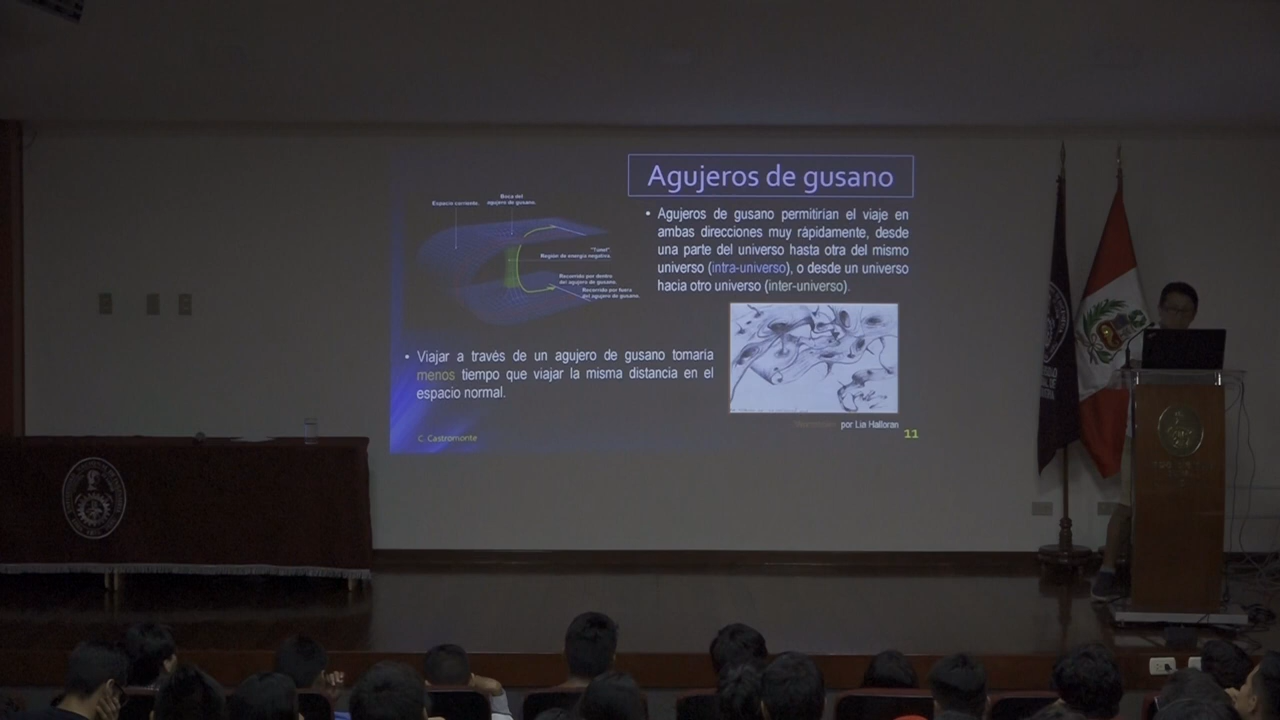 Agujeros de gusano
Espacio corriente.
Boca del
agujero de gusano.
"Tunel"
Región de energía negativa.
Recorrido por dentro
del agujero de gusano.
Recorrido por fuera
del agujero de gusano.
• Agujeros de gusano permitirían el viaje en
ambas direcciones muy rápidamente, desde
una parte del universo hasta otra del mismo
universo (intra-universo), o desde un universo
hacia otro universo (inter-universo).
• Viajar a través de un agujero de gusano tomaría
menos tiempo que viajar la misma distancia en el
espacio normal.
por Lia Halloran
C. Castromonte
11